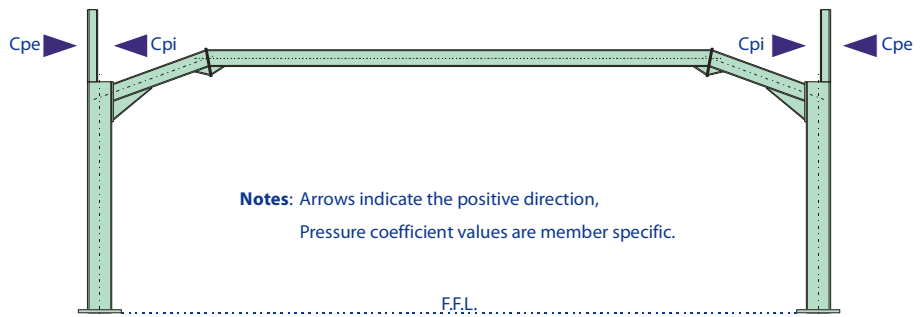 Cpe Cpi Cpi Cpe
Notes: Arrows indicate the positive direction,
Pressure coefficient values are member specific.
F.F.L.